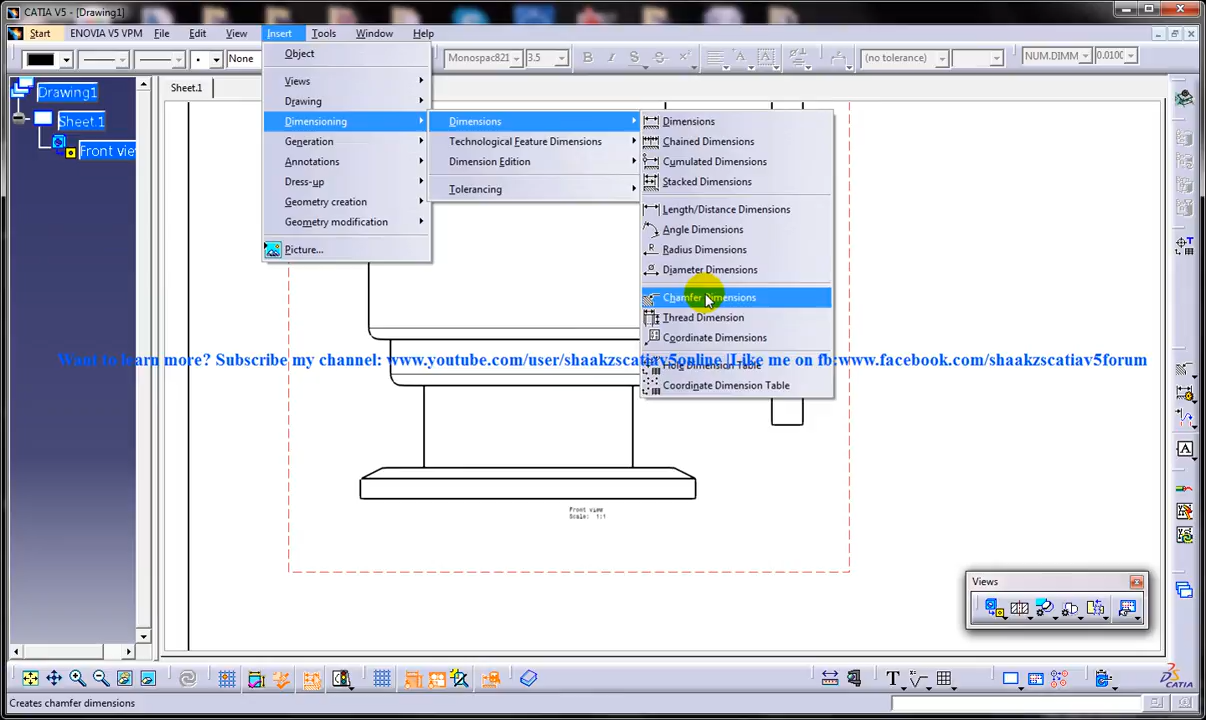 CATIA V5 - [Drawing1]
Start ENOVIA V5 VPM File Edit View Insert Tools Window Help
None Monospac821 3.5 B I S S (no tolerance) NUM.DIMM 0.0100
Object
Views
Drawing
Dimensioning
Generation
Annotations
Dress-up
Geometry creation
Geometry modification
Picture...
Dimensions
Technological Feature Dimensions
Dimension Edition
Tolerancing
Dimensions
Chained Dimensions
Cumulated Dimensions
Stacked Dimensions
Length/Distance Dimensions
Angle Dimensions
Radius Dimensions
Diameter Dimensions
Chamfer Dimensions
Thread Dimension
Coordinate Dimensions
Hole Dimension Table
Coordinate Dimension Table
Drawing1
Sheet.1
Front view
Sheet.1
Want to learn more? Subscribe my channel: www.youtube.com/user/shaakzscatiav5online |Like me on fb:www.facebook.com/shaakzscatiav5forum
Front view
Scale: 1:1
Views
CATIA
Creates chamfer dimensions